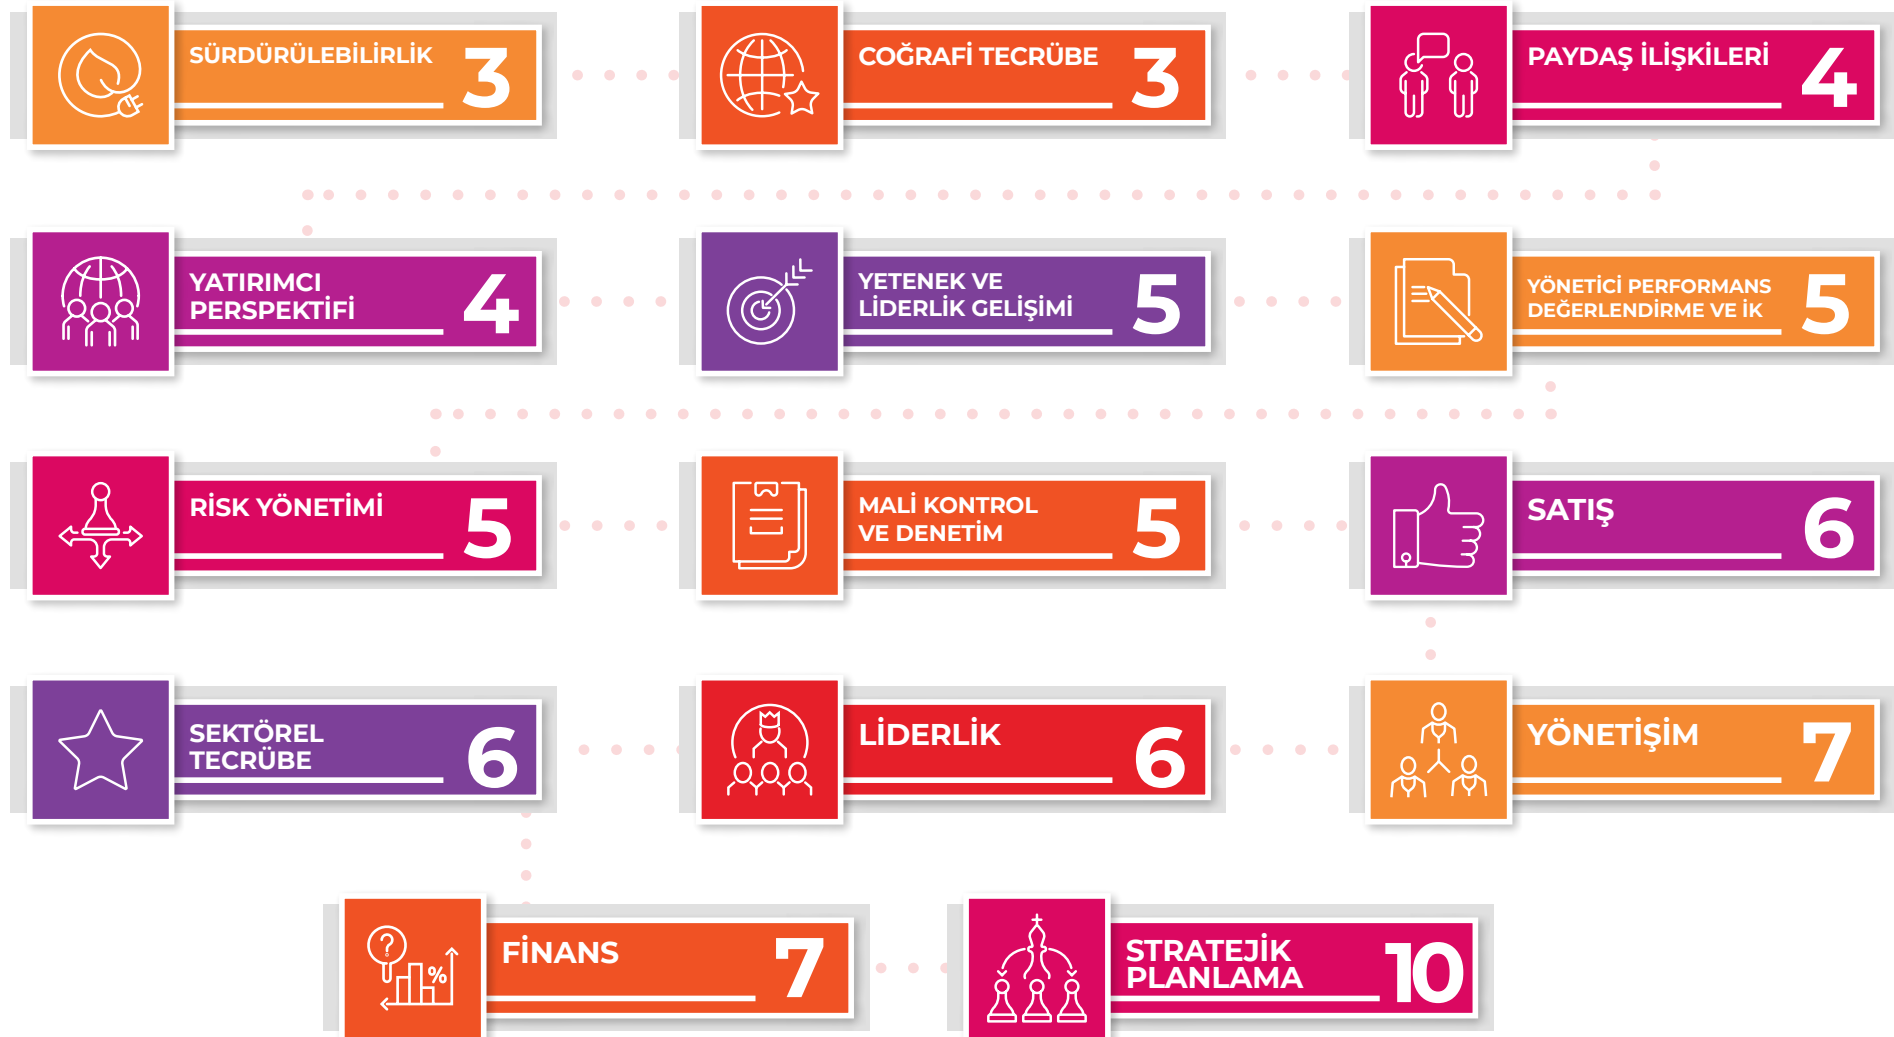 SÜRDÜRÜLEBİLİRLİK
3
COĞRAFİ TECRÜBE
3
PAYDAŞ İLİŞKİLERİ
4
YATIRIMCI
PERSPEKTİFİ
4
YETENEK VE
LİDERLİK GELİŞİMİ
5
YÖNETİCİ PERFORMANS
DEĞERLENDİRME VE İK
5
RİSK YÖNETİMİ
5
MALİ KONTROL
VE DENETİM
5
SATIŞ
6
SEKTÖREL
TECRÜBE
6
LİDERLİK
6
YÖNETİŞİM
7
?
%
FİNANS
7
STRATEJİK
PLANLAMA
10